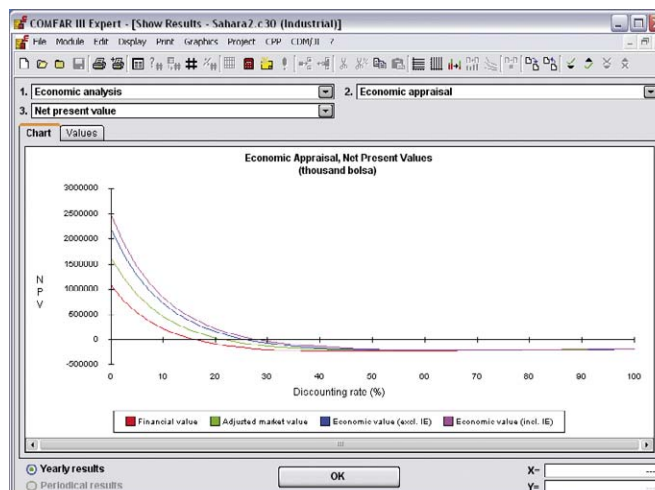 COMFAR III Expert - [Show Results - Sahara2.c30 (Industrial)]
File Module Edit Display Print Graphics Project CPP CDM/JI ?
1. Economic analysis
2. Economic appraisal
3. Net present value
Chart Values
Economic Appraisal, Net Present Values
(thousand bolsa)
NPV
3000000
2500000
2000000
1500000
1000000
500000
0
-500000
0 10 20 30 40 50 60 70 80 90 100
Discounting rate (%)
Financial value Adjusted market value Economic value (excl. IE) Economic value (incl. IE)
Yearly results
Periodical results
OK
X= ---
Y= ---